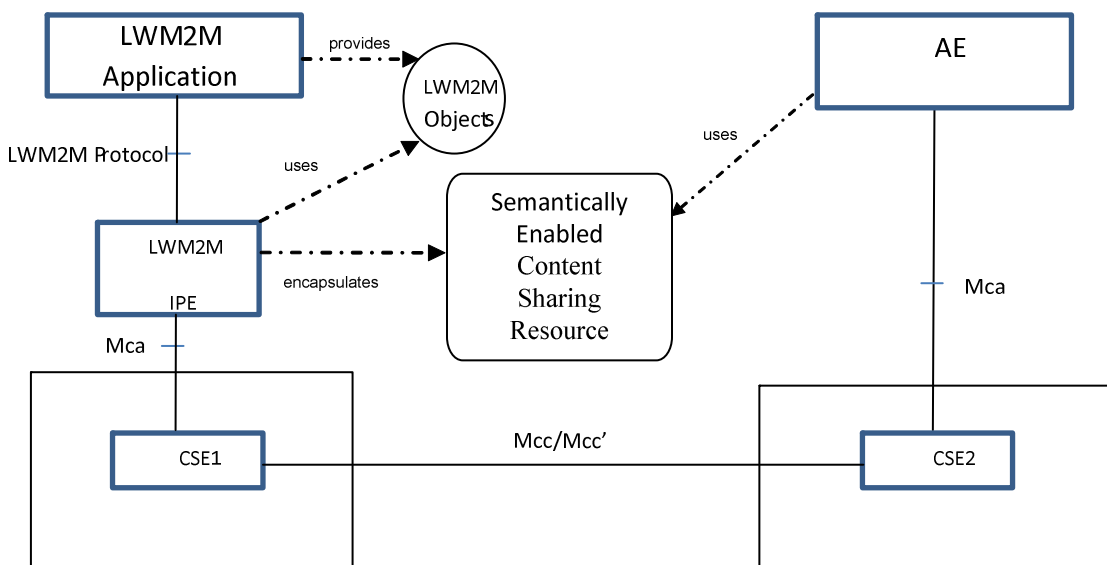 LWM2M
Application
provides
LWM2M
Objects
AE
LWM2M Protocol
uses
uses
Semantically
Enabled
Content
Sharing
Resource
LWM2M
IPE
encapsulates
Mca
Mca
Mcc/Mcc’
CSE1
CSE2